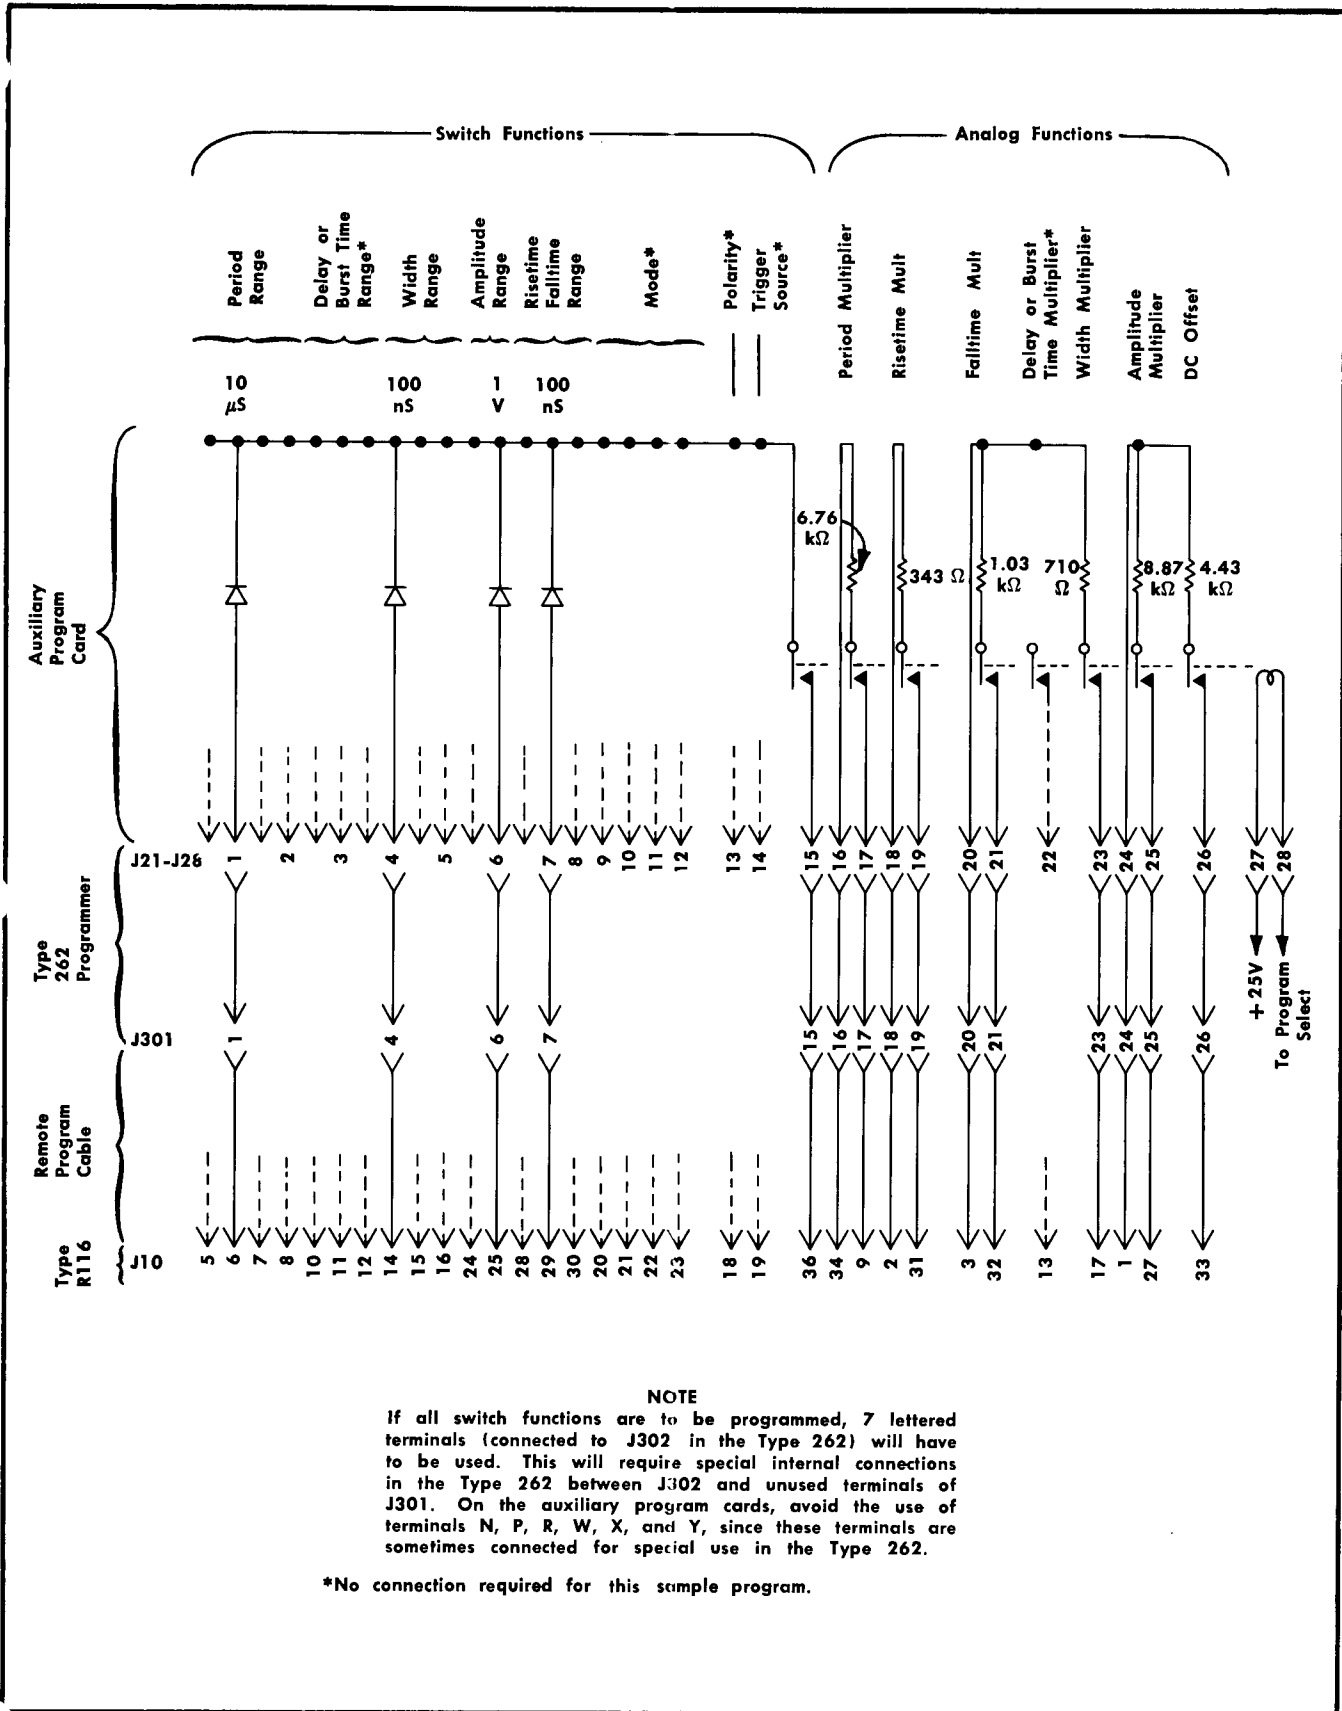 Switch Functions
Analog Functions
Period
Range
Delay or
Burst Time
Range*
Width
Range
Amplitude
Range
Risetime
Falltime
Range
Mode*
Polarity*
Trigger
Source*
Period Multiplier
Risetime Mult
Falltime Mult
Delay or Burst
Time Multiplier*
Width Multiplier
Amplitude
Multiplier
DC Offset
10
μS
100
nS
1
V
100
nS
6.76
kΩ
343 Ω
1.03
kΩ
710
Ω
8.87
kΩ
4.43
kΩ
Auxiliary
Program
Card
J21-J28
1 2 3 4 5 6 7 8 9 10 11 12 13 14 15 16 17 18 19 20 21 22 23 24 25 26 27 28
Type
262
Programmer
+25V
To Program
Select
J301
1 4 6 7 15 16 17 18 19 20 21 23 24 25 26
Remote
Program
Cable
Type
R116
J10
5 6 7 8 10 11 12 14 15 16 24 25 28 29 30 20 21 22 23 18 19 36 34 9 2 31 3 32 13 17 1 27 33
NOTE
If all switch functions are to be programmed, 7 lettered
terminals (connected to J302 in the Type 262) will have
to be used. This will require special internal connections
in the Type 262 between J302 and unused terminals of
J301. On the auxiliary program cards, avoid the use of
terminals N, P, R, W, X, and Y, since these terminals are
sometimes connected for special use in the Type 262.
*No connection required for this sample program.